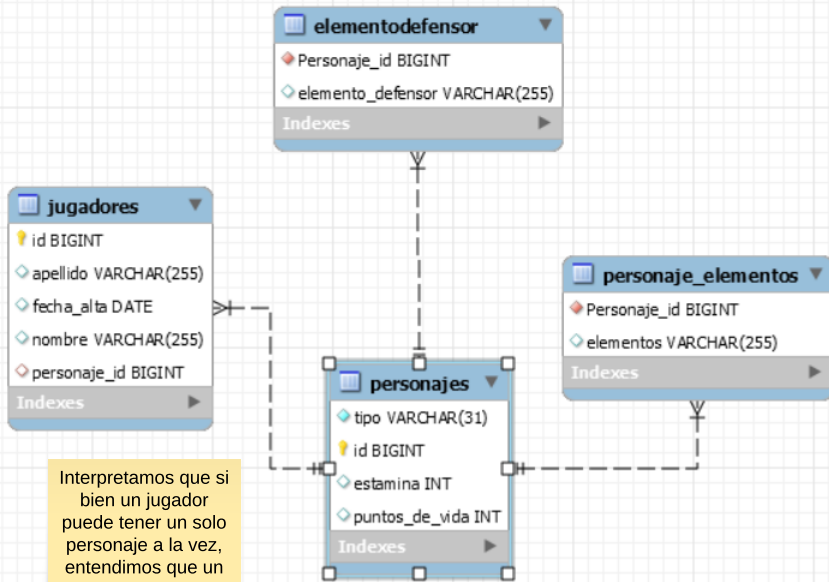 elementodefensor
Personaje_id BIGINT
elemento_defensor VARCHAR(255)
Indexes
jugadores
id BIGINT
apellido VARCHAR(255)
fecha_alta DATE
nombre VARCHAR(255)
personaje_id BIGINT
Indexes
personaje_elementos
Personaje_id BIGINT
elementos VARCHAR(255)
Indexes
personajes
tipo VARCHAR(31)
id BIGINT
estamina INT
puntos_de_vida INT
Indexes
Interpretamos que si
bien un jugador
puede tener un solo
personaje a la vez,
entendimos que un